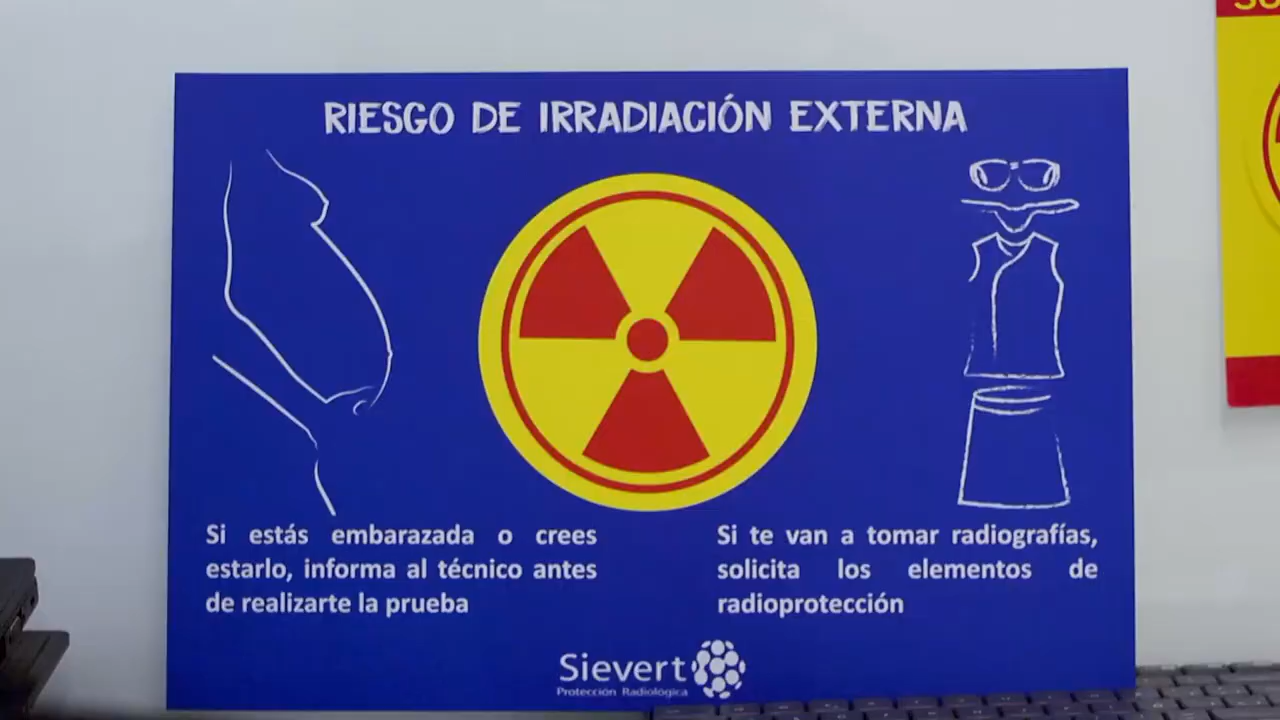 RIESGO DE IRRADIACIÓN EXTERNA
Si estás embarazada o crees
estarlo, informa al técnico antes
de realizarte la prueba
Si te van a tomar radiografías,
solicita los elementos de
radioprotección
Sievert
Protección Radiológica